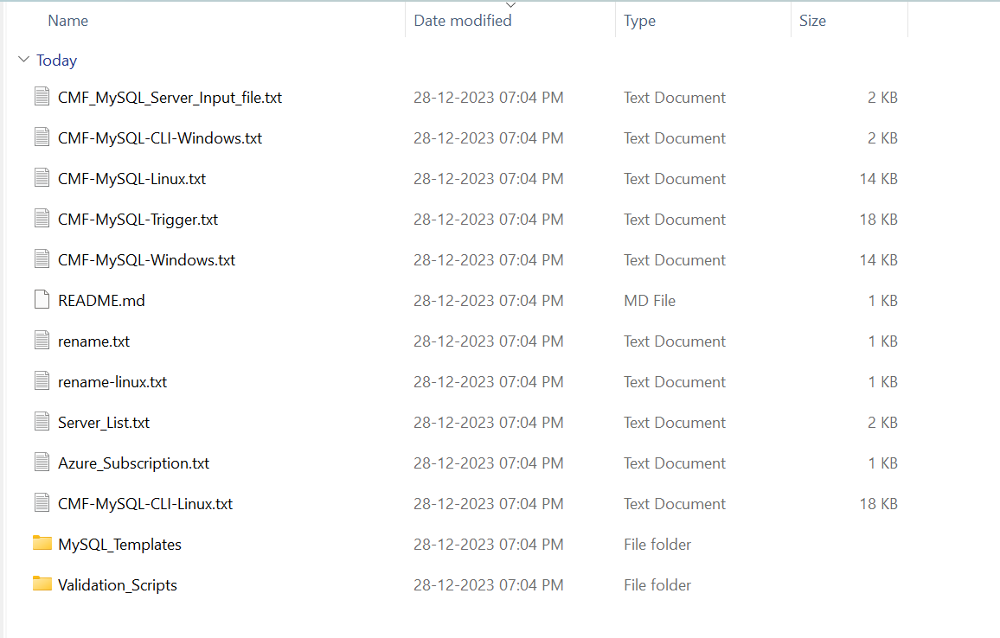 Name Date modified Type Size
Today
CMF_MySQL_Server_Input_file.txt 28-12-2023 07:04 PM Text Document 2 KB
CMF-MySQL-CLI-Windows.txt 28-12-2023 07:04 PM Text Document 2 KB
CMF-MySQL-Linux.txt 28-12-2023 07:04 PM Text Document 14 KB
CMF-MySQL-Trigger.txt 28-12-2023 07:04 PM Text Document 18 KB
CMF-MySQL-Windows.txt 28-12-2023 07:04 PM Text Document 14 KB
README.md 28-12-2023 07:04 PM MD File 1 KB
rename.txt 28-12-2023 07:04 PM Text Document 1 KB
rename-linux.txt 28-12-2023 07:04 PM Text Document 1 KB
Server_List.txt 28-12-2023 07:04 PM Text Document 2 KB
Azure_Subscription.txt 28-12-2023 07:04 PM Text Document 1 KB
CMF-MySQL-CLI-Linux.txt 28-12-2023 07:04 PM Text Document 18 KB
MySQL_Templates 28-12-2023 07:04 PM File folder
Validation_Scripts 28-12-2023 07:04 PM File folder